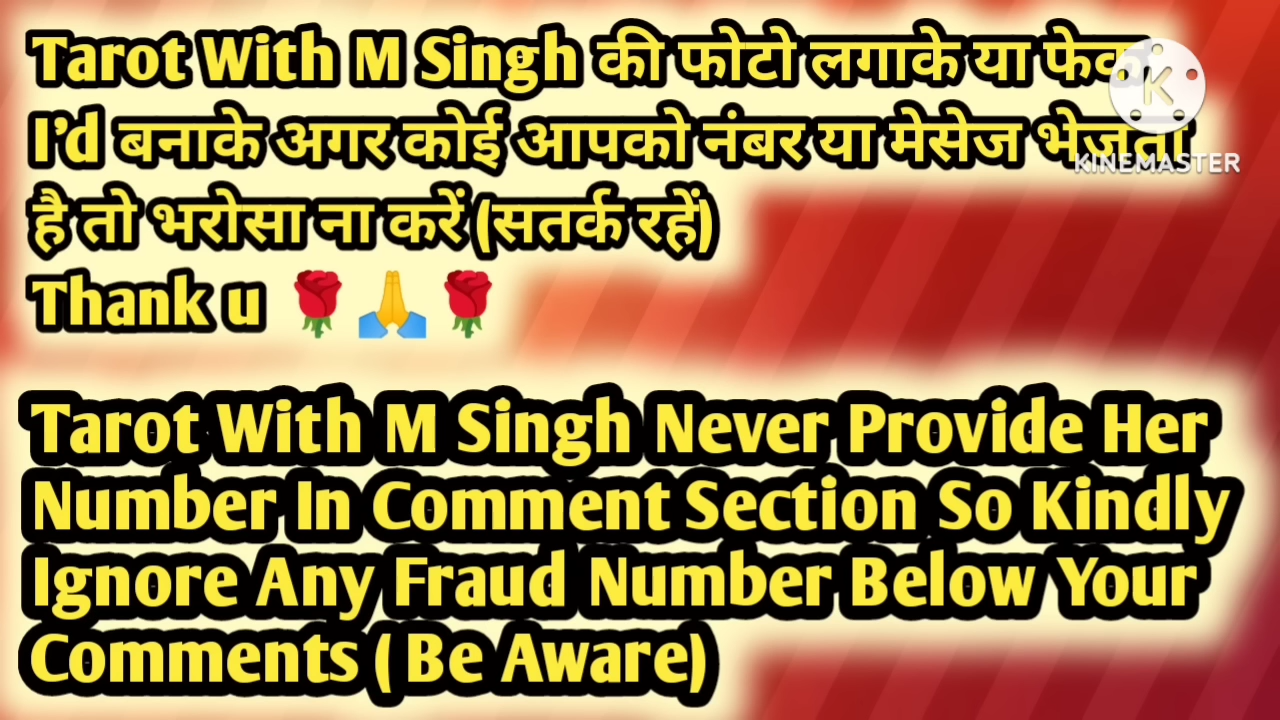 Tarot With M Singh की फोटो लगाके या फेक
I'd बनाके अगर कोई आपको नंबर या मेसेज भेजता
है तो भरोसा ना करें (सतर्क रहें)
Thank u 🌹🙏🌹
KINEMASTER
Tarot With M Singh Never Provide Her
Number In Comment Section So Kindly
Ignore Any Fraud Number Below Your
Comments ( Be Aware)